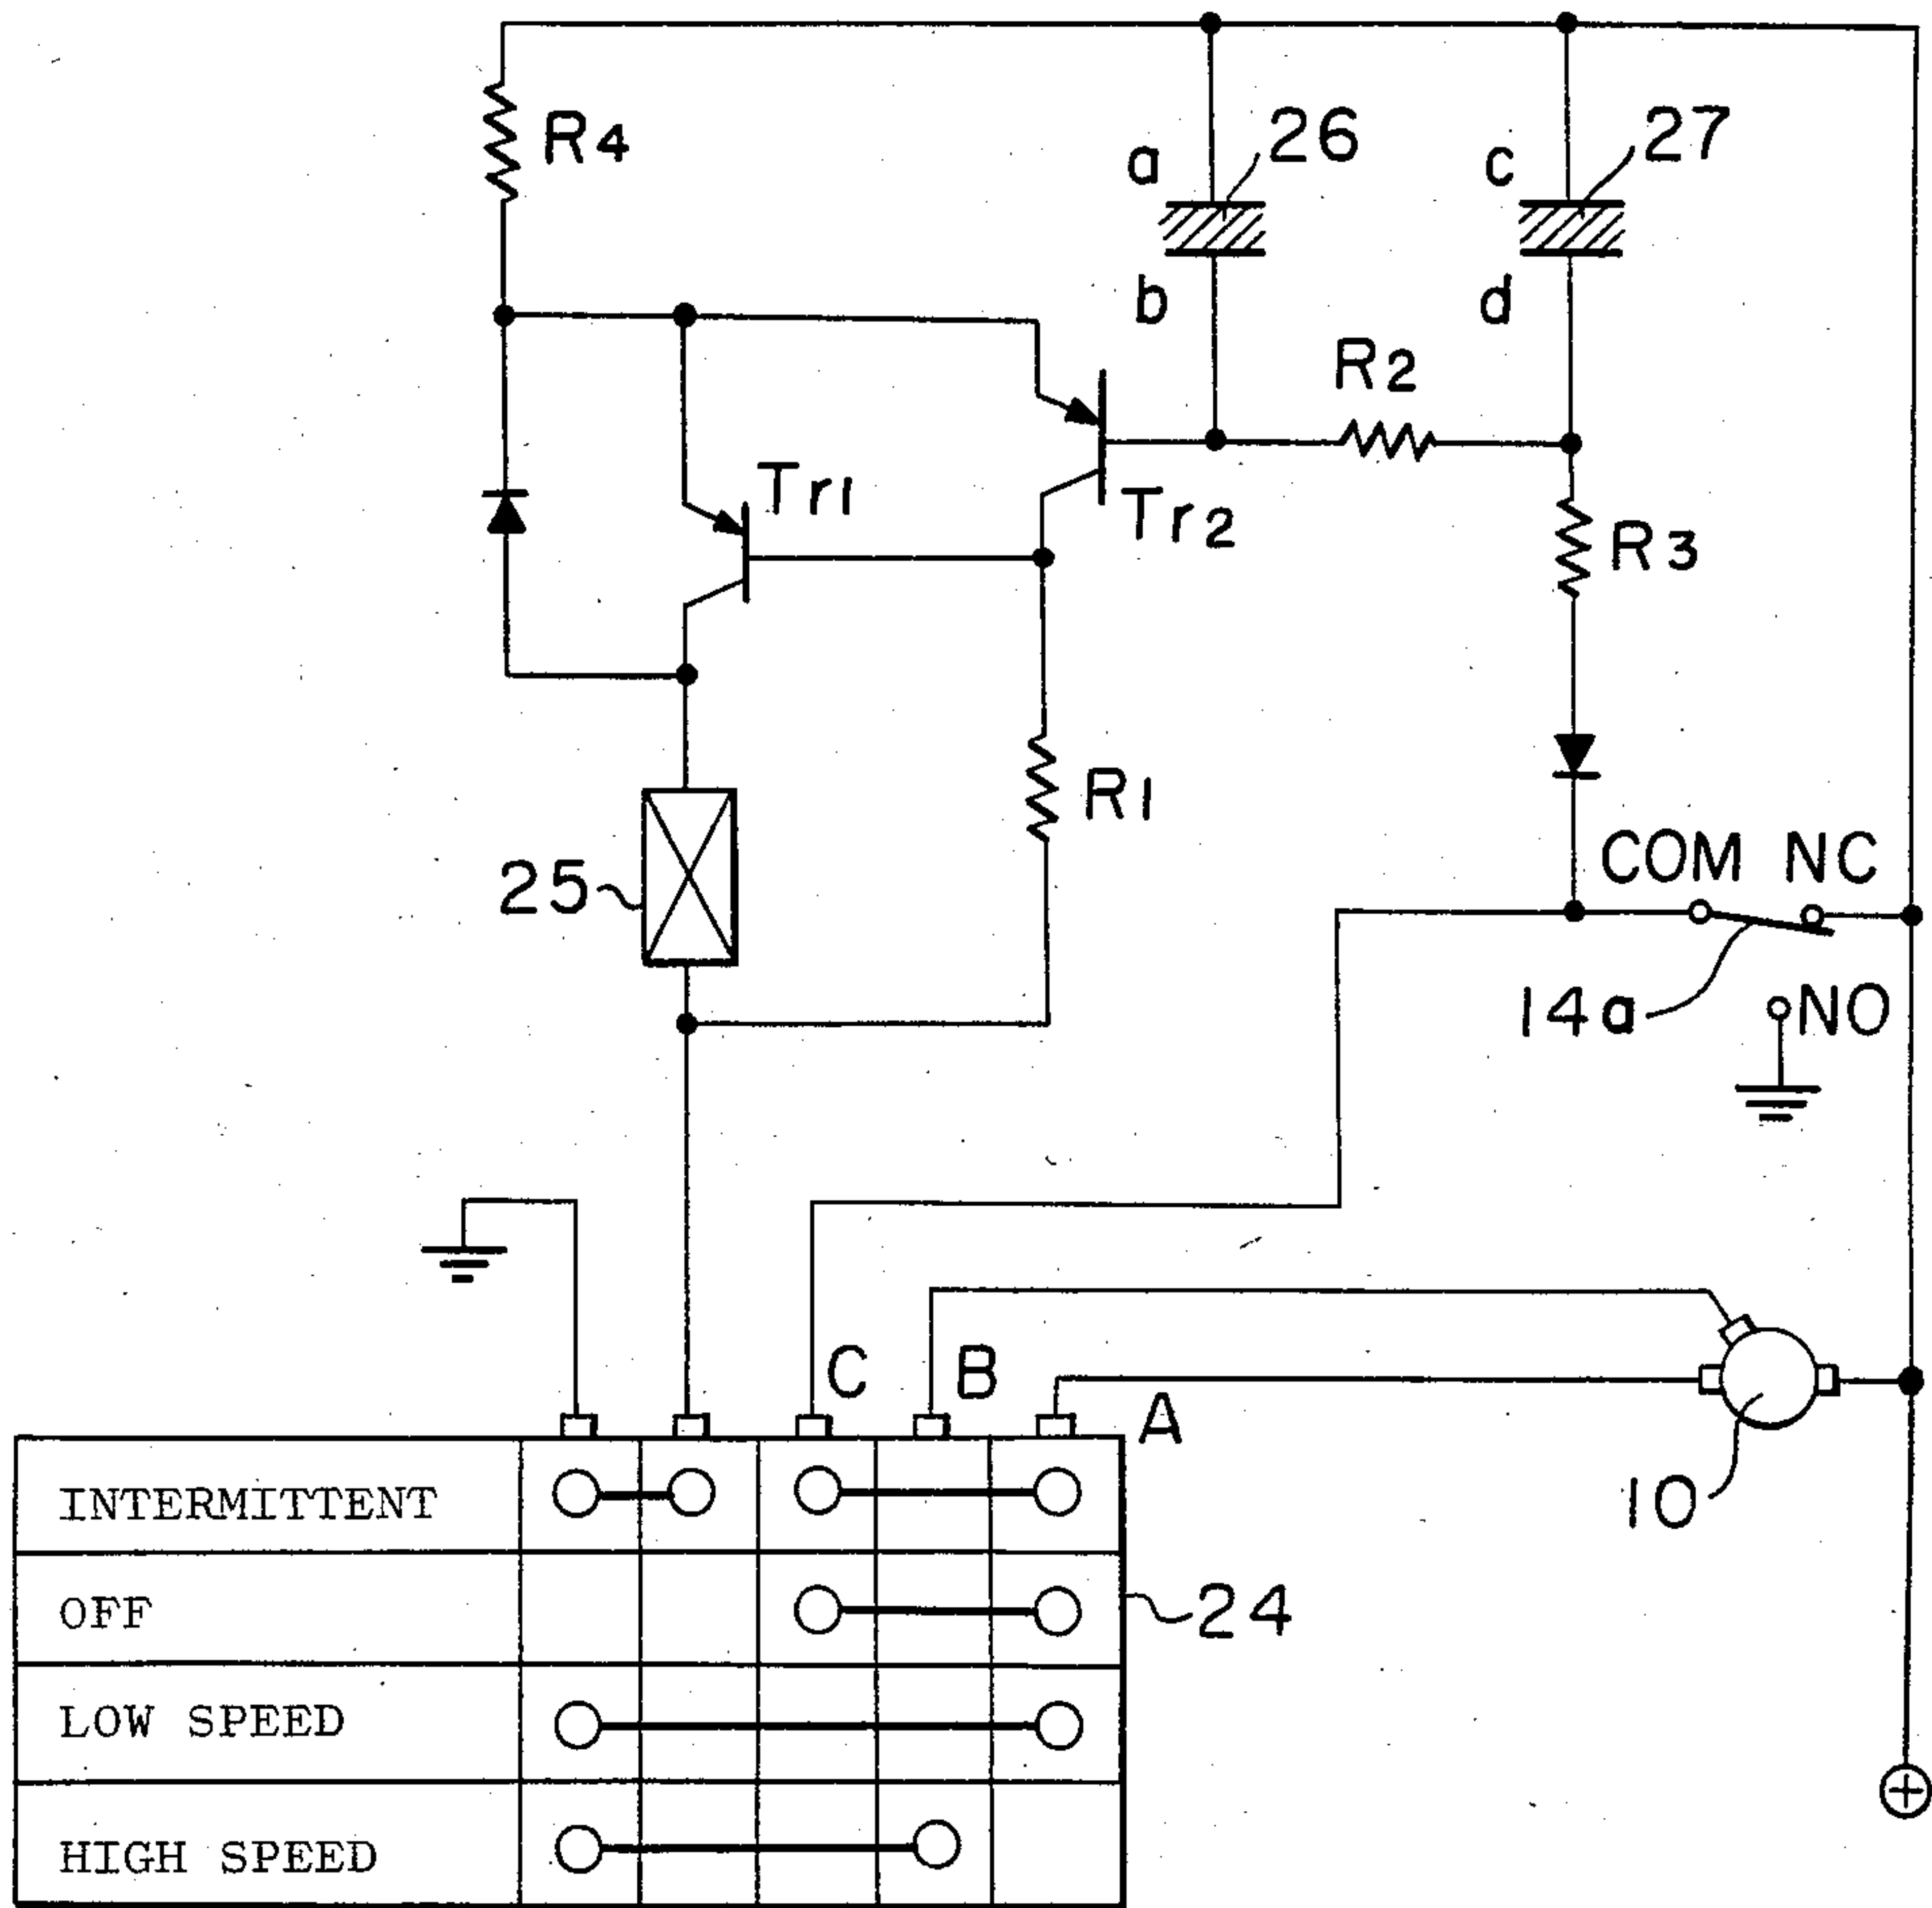 R4
a
26
c
27
b
d
R2
Tr1
Tr2
R3
R1
25
COM NC
14a
NO
C
B
A
10
INTERMITTENT
OFF
24
LOW SPEED
HIGH SPEED